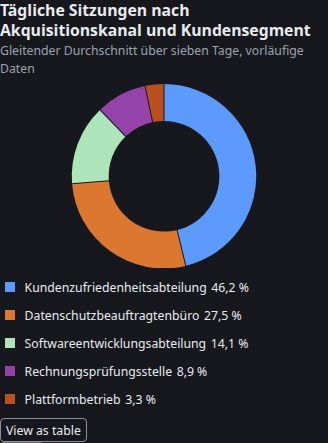 Tägliche Sitzungen nach
Akquisitionskanal und Kundensegment
Gleitender Durchschnitt über sieben Tage, vorläufige
Daten
Kundenzufriedenheitsabteilung 46,2 %
Datenschutzbeauftragtenbüro 27,5 %
Softwareentwicklungsabteilung 14,1 %
Rechnungsprüfungsstelle 8,9 %
Plattformbetrieb 3,3 %
View as table